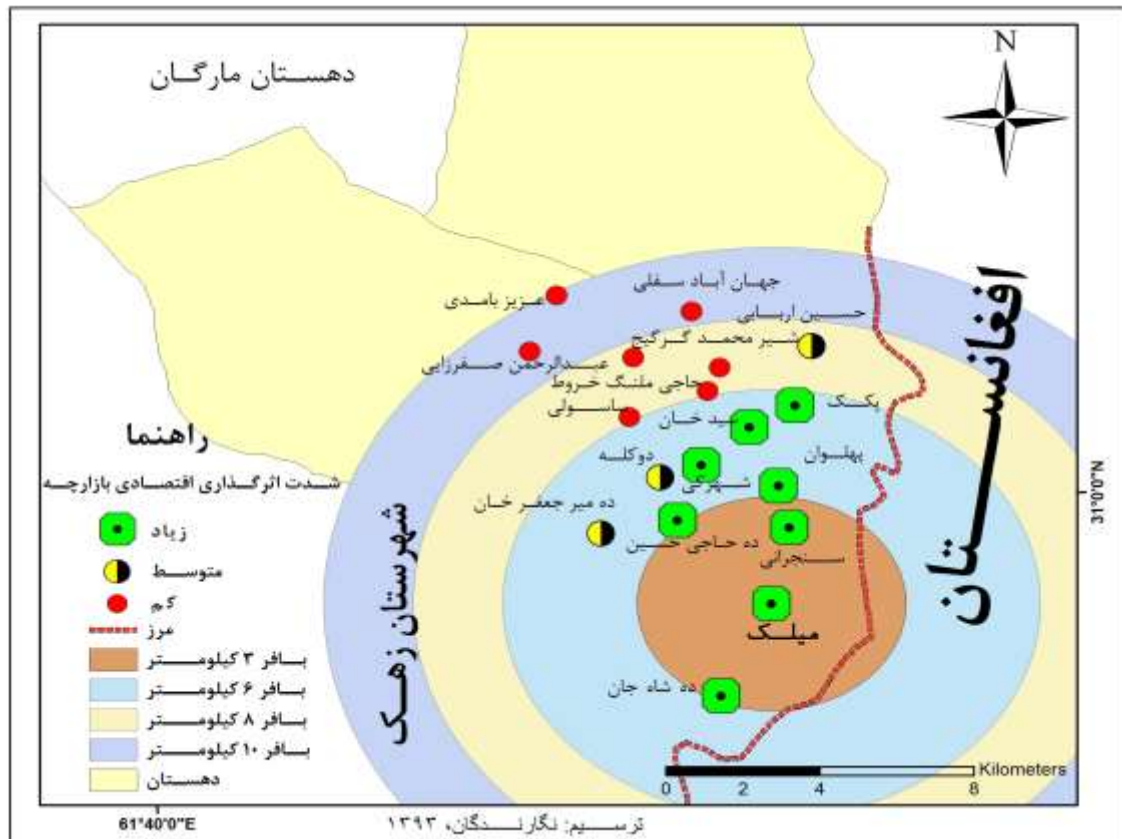 دهستان مارگان
N
جهان آباد سفلی
عزیز بامدی
حسین اربابی
شیر محمد گرگیج
عبدالرحمن صفرزایی
حاجی ملنگ خروط
ساسولی
پکک
سید خان
پهلوان
دوکله
شهرکی
ده میر جعفر خان
ده حاجی حسین
سنجرانی
میلک
ده شاه جان
افغانستان
شهرستان زهک
راهنما
شدت اثرگذاری اقتصادی بازارچه
زیاد
متوسط
کم
مرز
بافر ۳ کیلومتر
بافر ۶ کیلومتر
بافر ۸ کیلومتر
بافر ۱۰ کیلومتر
دهستان
Kilometers
0 2 4 8
31°0'0"N
61°40'0"E
ترسیم: نگارندگان، ۱۳۹۳